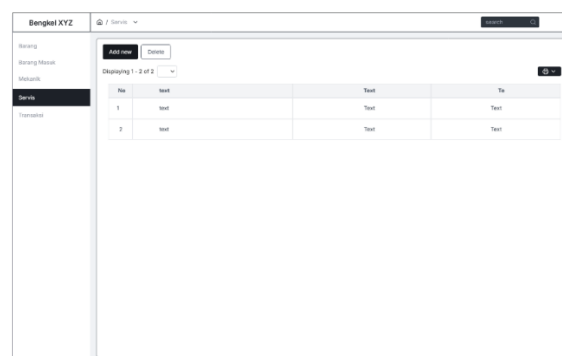 Bengkel XYZ
/ Servis
search
Barang
Barang Masuk
Mekanik
Servis
Transaksi
Add new
Delete
Displaying 1 - 2 of 2
No text Text Te
1 text Text Text
2 text Text Text